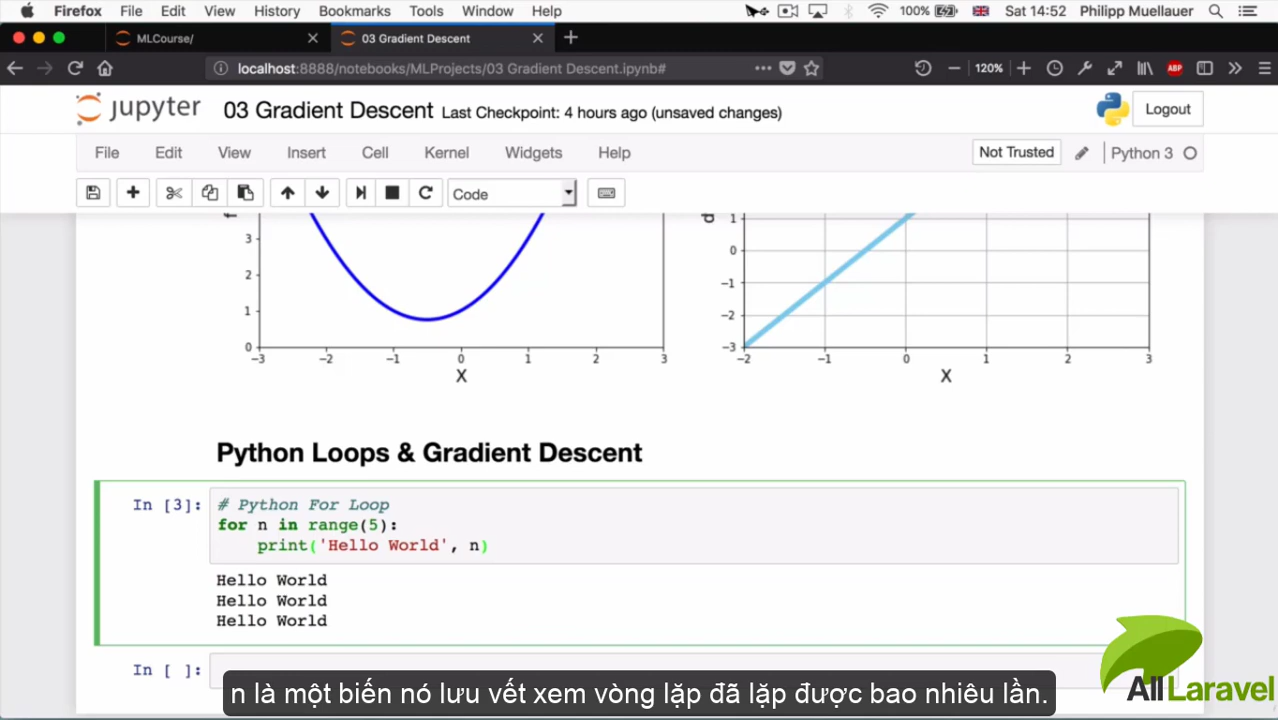 Firefox File Edit View History Bookmarks Tools Window Help 100% Sat 14:52 Philipp Muellauer
MLCourse/ 03 Gradient Descent
localhost:8888/notebooks/MLProjects/03 Gradient Descent.ipynb# 120% ABP
jupyter 03 Gradient Descent Last Checkpoint: 4 hours ago (unsaved changes) Logout
File Edit View Insert Cell Kernel Widgets Help Not Trusted Python 3
Code
3
2
1
0
−3 −2 −1 0 1 2 3
X
1
0
−1
−2
−3
−2 −1 0 1 2 3
X
Python Loops & Gradient Descent
In [3]: # Python For Loop
for n in range(5):
print('Hello World', n)
Hello World
Hello World
Hello World
In [ ]:
n là một biến nó lưu vết xem vòng lặp đã lặp được bao nhiêu lần.
AllLaravel